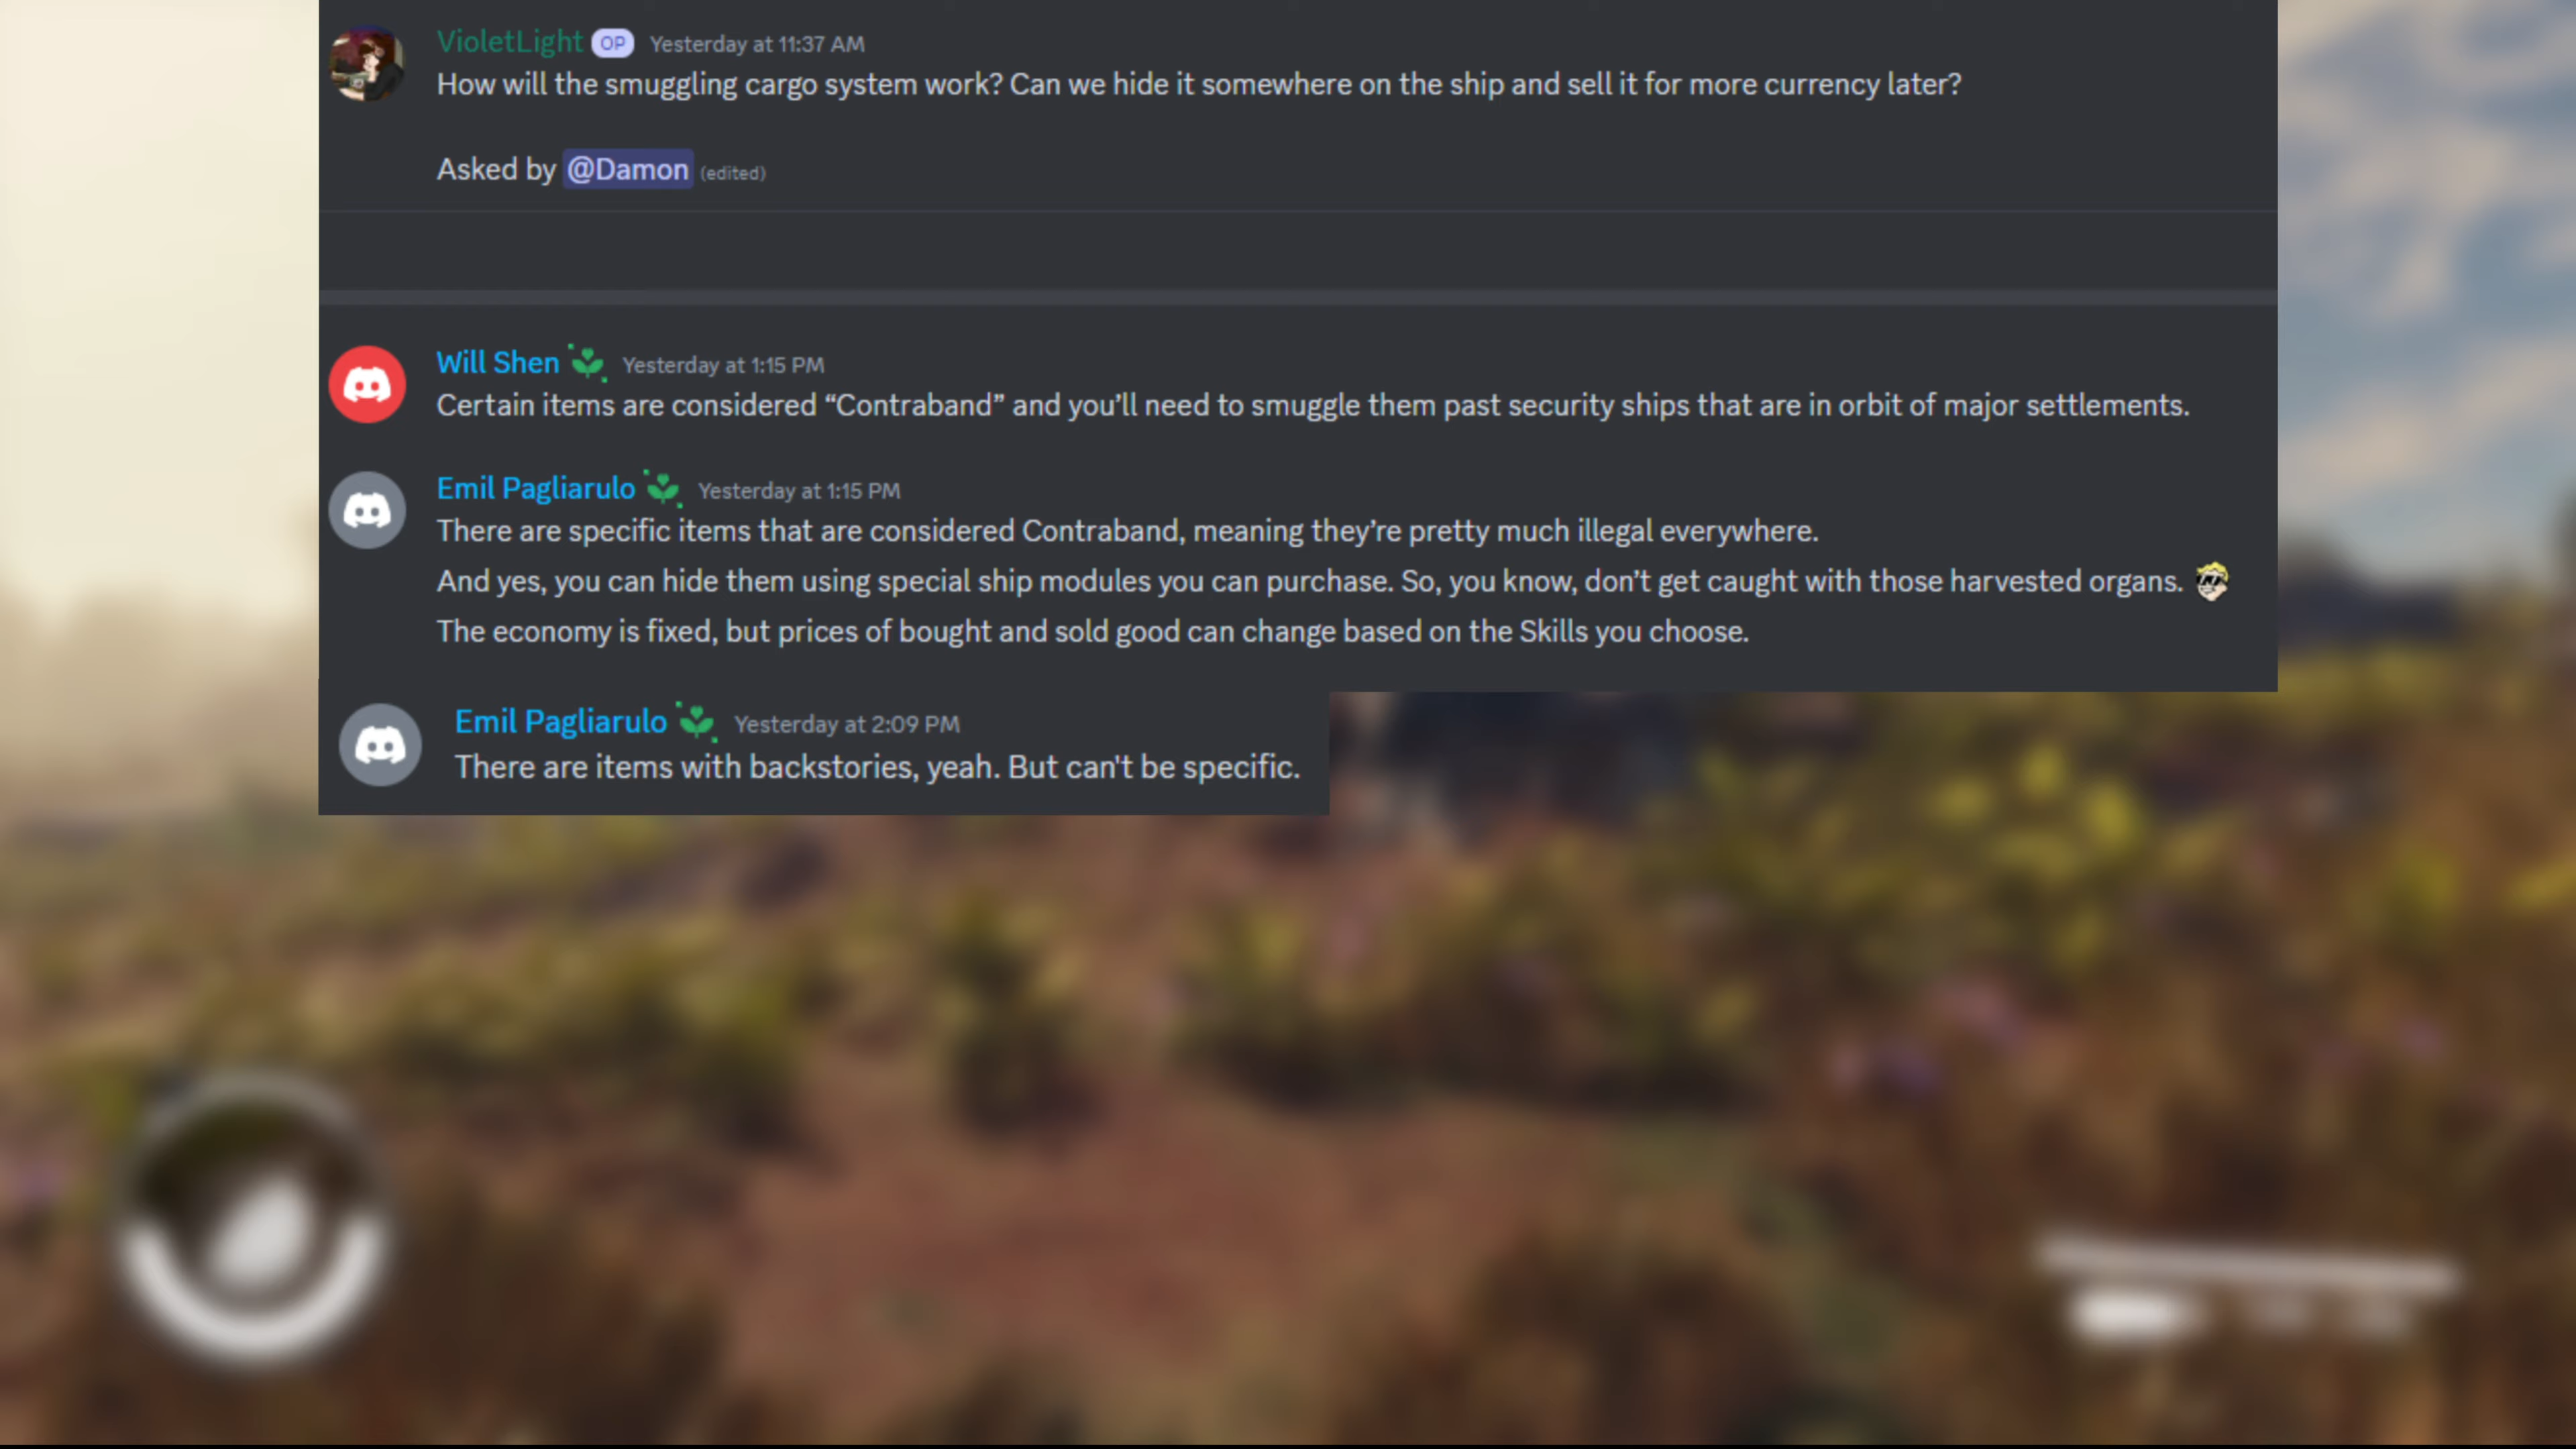 VioletLight OP Yesterday at 11:37 AM
How will the smuggling cargo system work? Can we hide it somewhere on the ship and sell it for more currency later?
Asked by @Damon (edited)
Will Shen Yesterday at 1:15 PM
Certain items are considered “Contraband” and you’ll need to smuggle them past security ships that are in orbit of major settlements.
Emil Pagliarulo Yesterday at 1:15 PM
There are specific items that are considered Contraband, meaning they’re pretty much illegal everywhere.
And yes, you can hide them using special ship modules you can purchase. So, you know, don’t get caught with those harvested organs.
The economy is fixed, but prices of bought and sold good can change based on the Skills you choose.
Emil Pagliarulo Yesterday at 2:09 PM
There are items with backstories, yeah. But can't be specific.